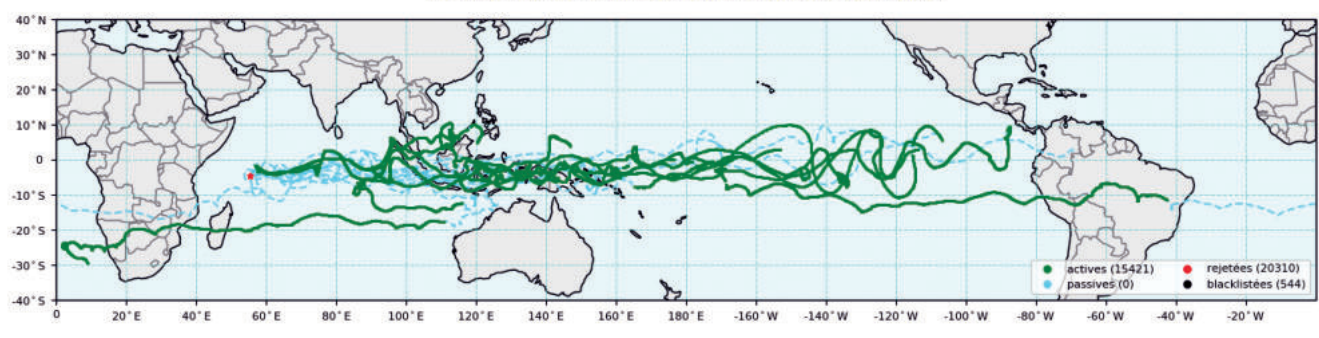 40°N
30°N
20°N
10°N
0
-10°S
-20°S
-30°S
-40°S
actives (15421)
passives (0)
rejetées (20310)
blacklistées (544)
0 20°E 40°E 60°E 80°E 100°E 120°E 140°E 160°E 180°E -160°W -140°W -120°W -100°W -80°W -60°W -40°W -20°W